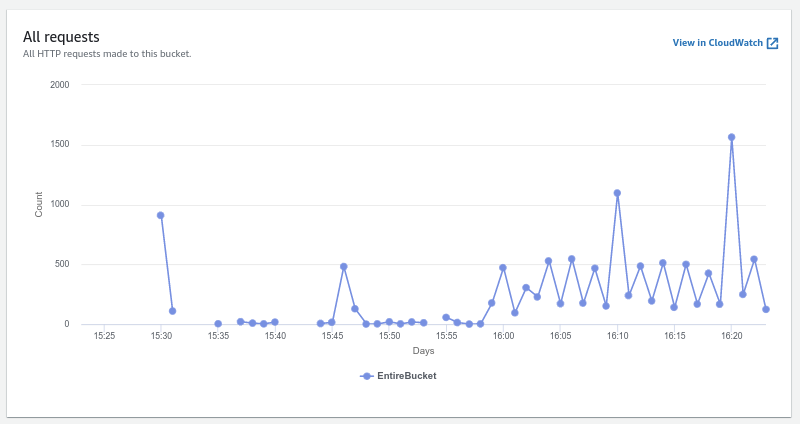 All requests
All HTTP requests made to this bucket.
View in CloudWatch
2000
1500
1000
500
0
Count
15:25 15:30 15:35 15:40 15:45 15:50 15:55 16:00 16:05 16:10 16:15 16:20
Days
EntireBucket